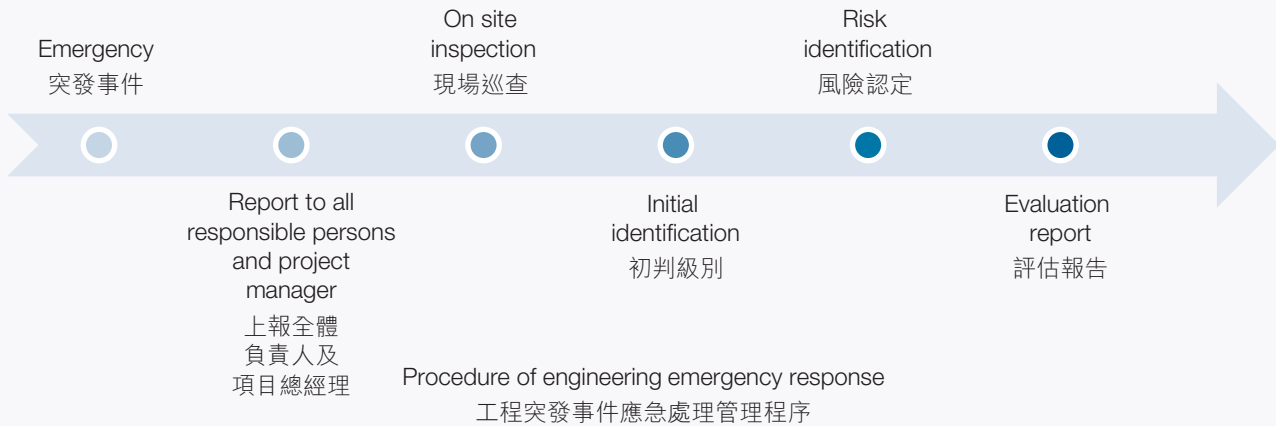 Emergency
突發事件
Report to all
responsible persons
and project
manager
上報全體
負責人及
項目總經理
On site
inspection
現場巡查
Initial
identification
初判級別
Risk
identification
風險認定
Evaluation
report
評估報告
Procedure of engineering emergency response
工程突發事件應急處理管理程序